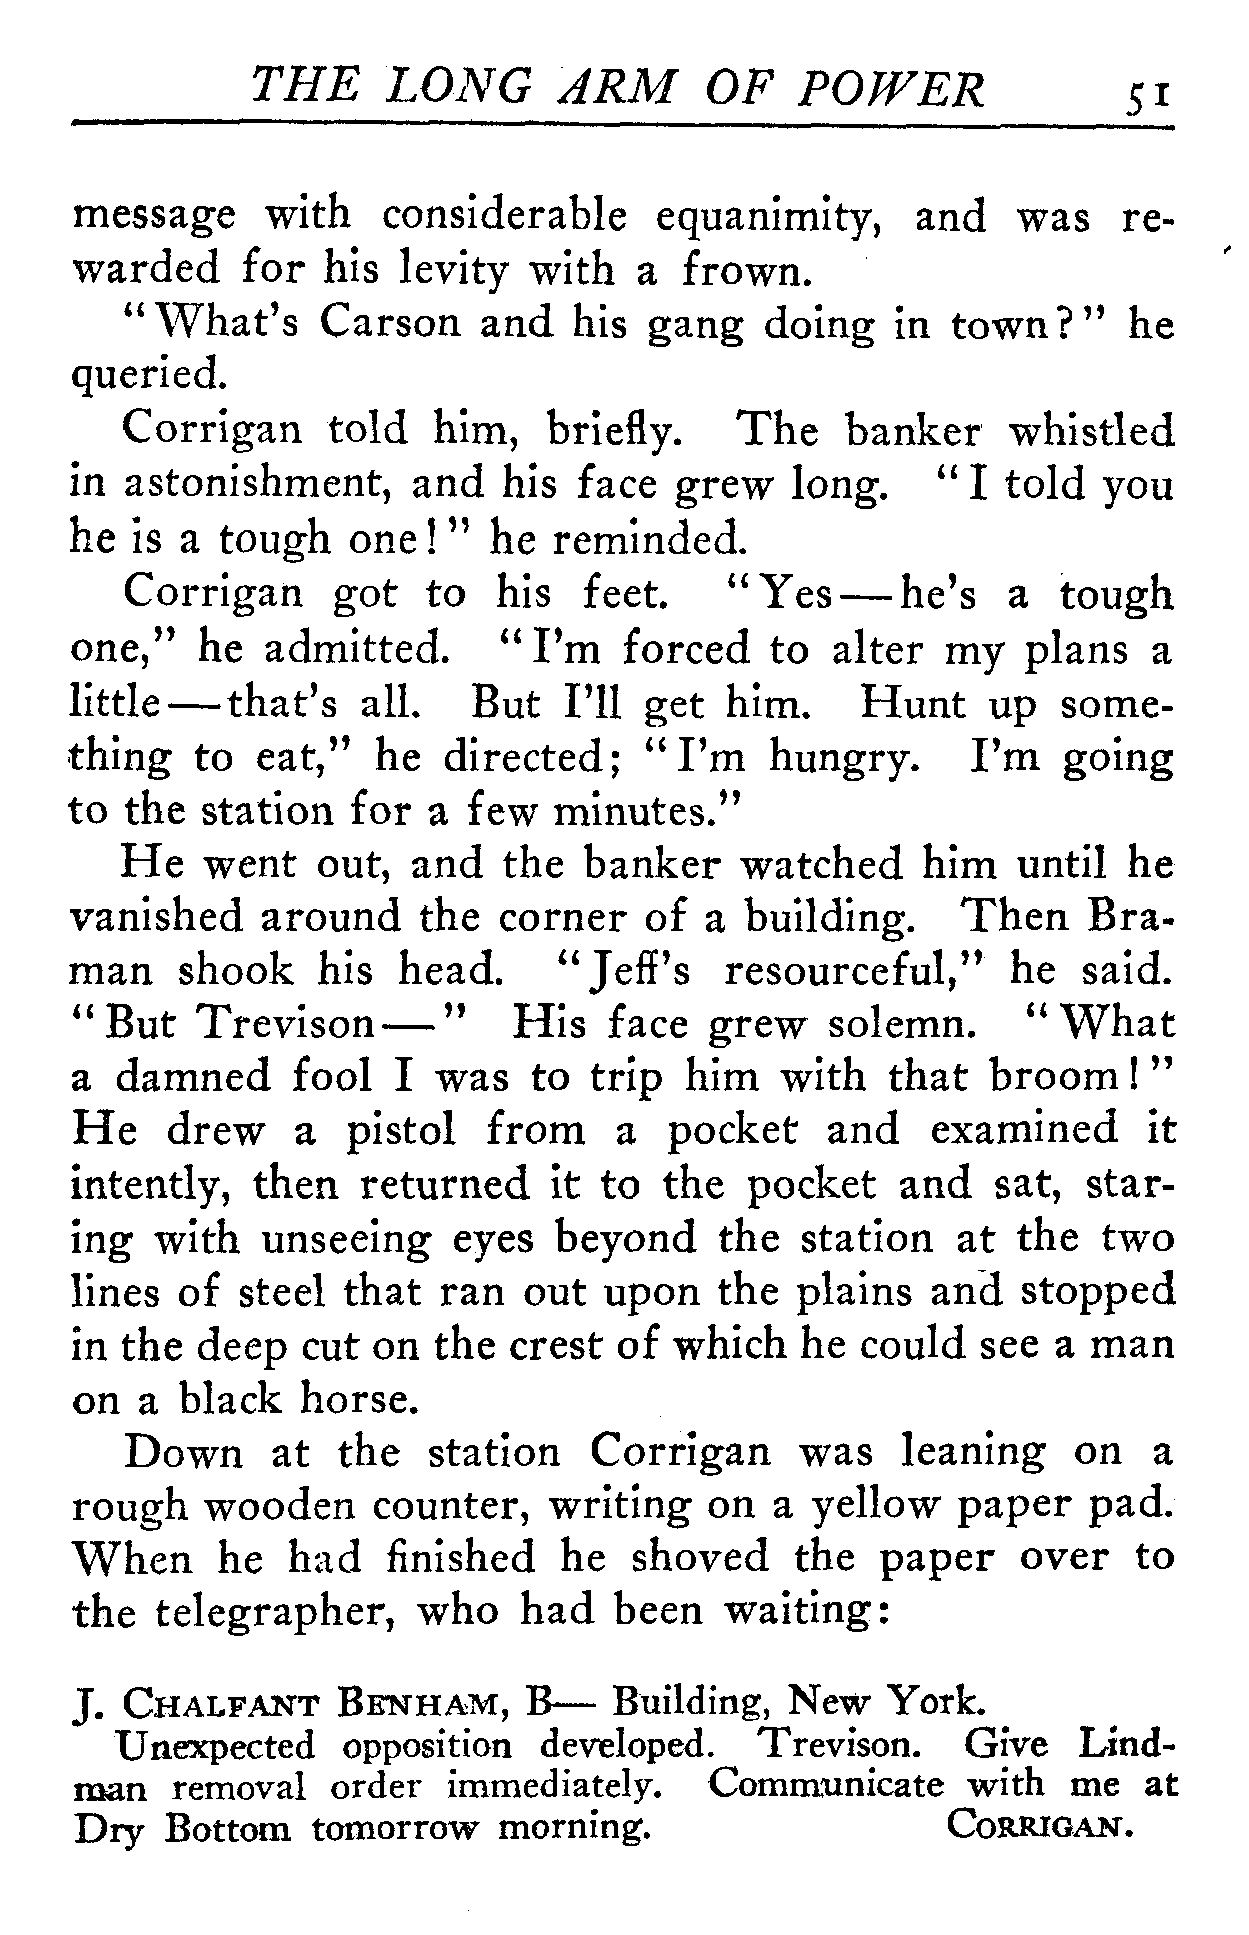 THE LONG ARM OF POWER 51
message with considerable equanimity, and was re-
warded for his levity with a frown.
"What's Carson and his gang doing in town?" he
queried.
Corrigan told him, briefly. The banker whistled
in astonishment, and his face grew long. "I told you
he is a tough one!" he reminded.
Corrigan got to his feet. "Yes—he's a tough
one," he admitted. "I'm forced to alter my plans a
little—that's all. But I'll get him. Hunt up some-
thing to eat," he directed; "I'm hungry. I'm going
to the station for a few minutes."
He went out, and the banker watched him until he
vanished around the corner of a building. Then Bra-
man shook his head. "Jeff's resourceful," he said.
"But Trevison—" His face grew solemn. "What
a damned fool I was to trip him with that broom!"
He drew a pistol from a pocket and examined it
intently, then returned it to the pocket and sat, star-
ing with unseeing eyes beyond the station at the two
lines of steel that ran out upon the plains and stopped
in the deep cut on the crest of which he could see a man
on a black horse.
Down at the station Corrigan was leaning on a
rough wooden counter, writing on a yellow paper pad.
When he had finished he shoved the paper over to
the telegrapher, who had been waiting:
J. CHALFANT BENHAM, B— Building, New York.
Unexpected opposition developed. Trevison. Give Lind-
man removal order immediately. Communicate with me at
Dry Bottom tomorrow morning. CORRIGAN.